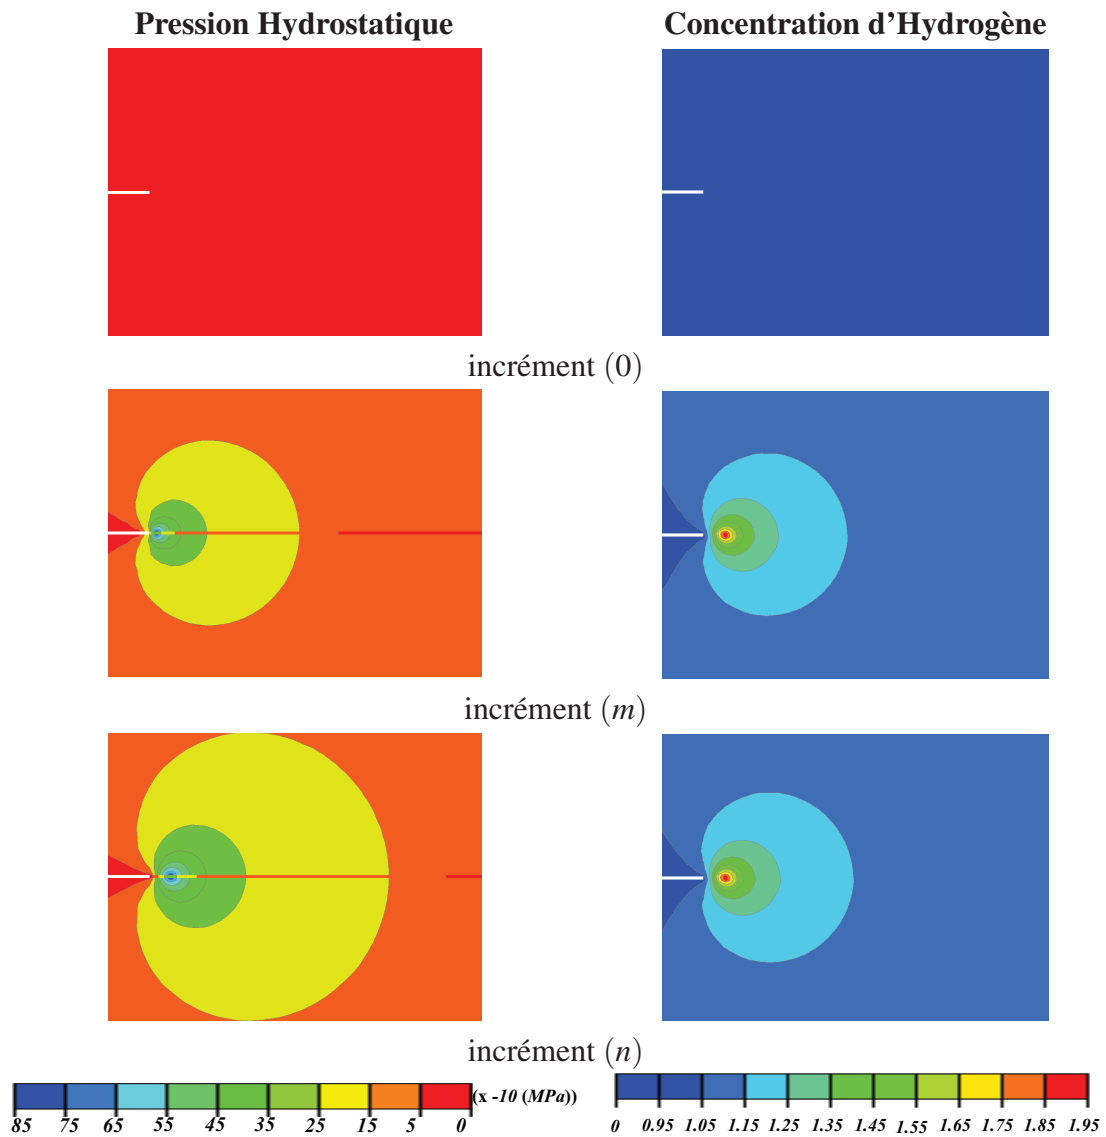 Pression Hydrostatique Concentration d'Hydrogène
incrément (0)
incrément (m)
incrément (n)
(x -10 (MPa))
85 75 65 55 45 35 25 15 5 0
0 0.95 1.05 1.15 1.25 1.35 1.45 1.55 1.65 1.75 1.85 1.95